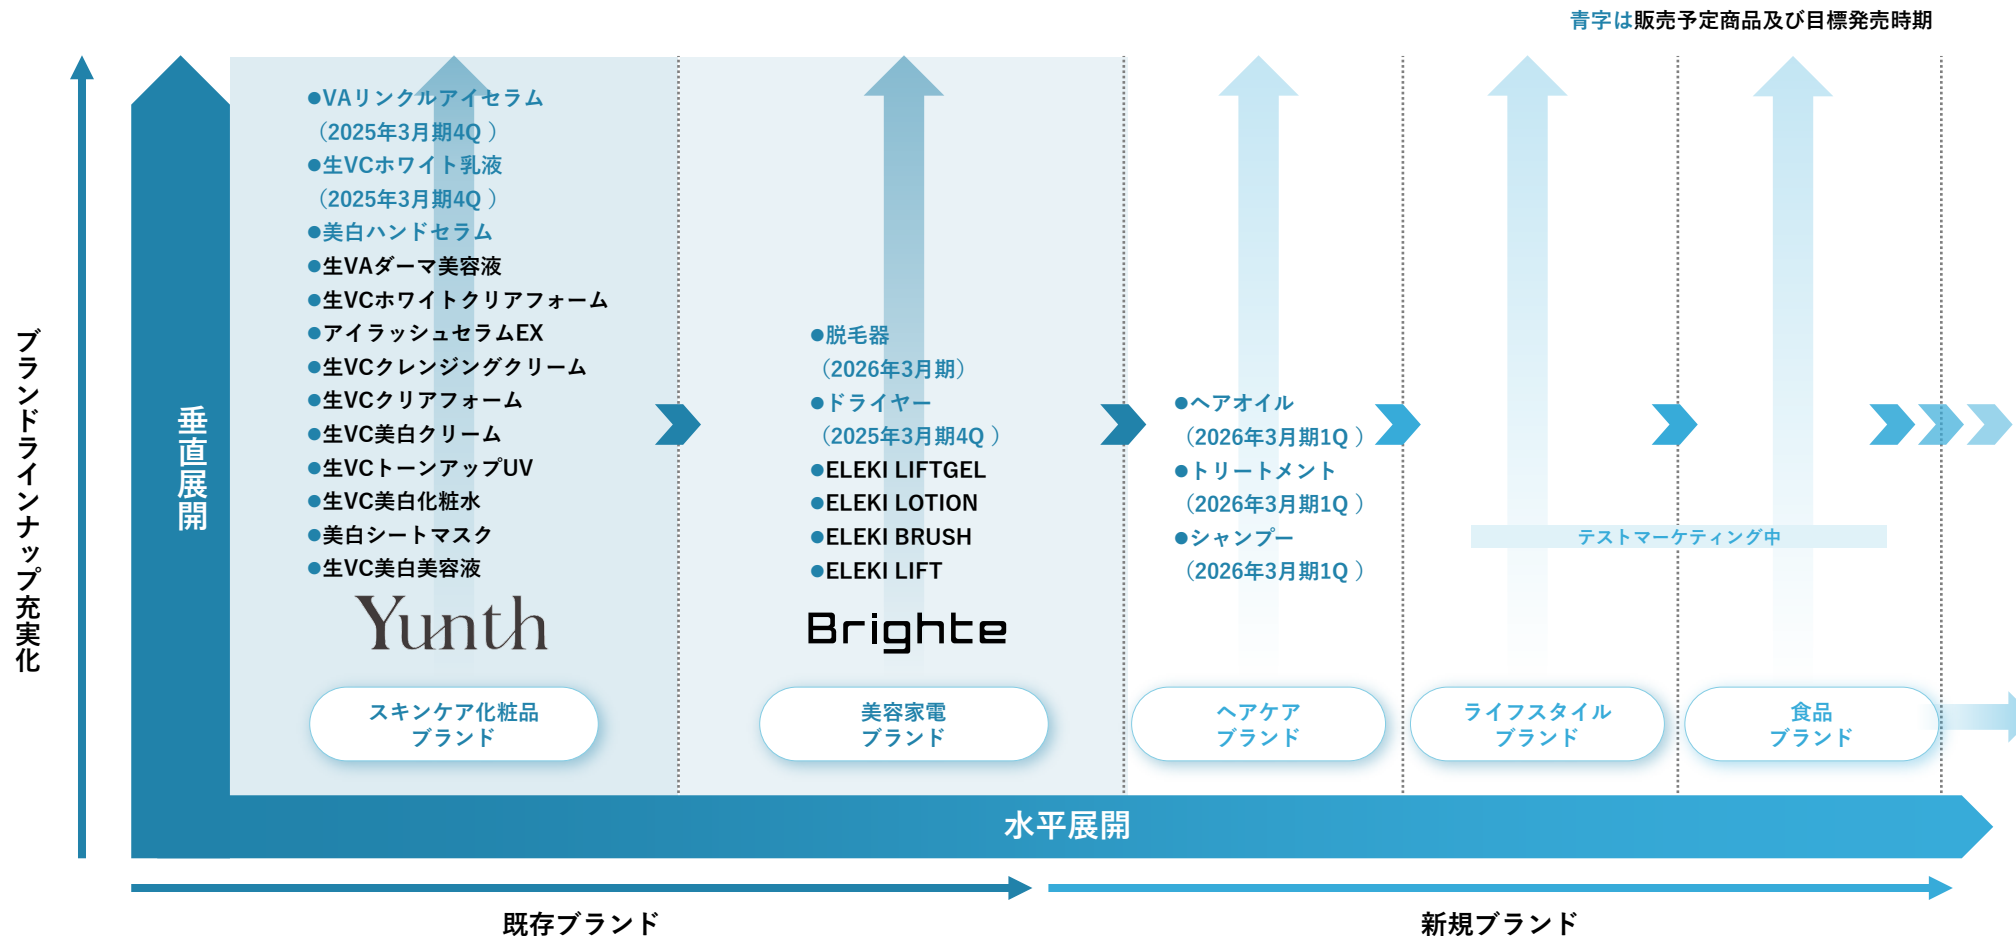 青字は販売予定商品及び目標発売時期
ブランドラインナップ充実化
垂直展開
●VAリンクルアイセラム
（2025年3月期4Q ）
●生VCホワイト乳液
（2025年3月期4Q ）
●美白ハンドセラム
●生VAダーマ美容液
●生VCホワイトクリアフォーム
●アイラッシュセラムEX
●生VCクレンジングクリーム
●生VCクリアフォーム
●生VC美白クリーム
●生VCトーンアップUV
●生VC美白化粧水
●美白シートマスク
●生VC美白美容液
Yunth
スキンケア化粧品
ブランド
●脱毛器
（2026年3月期）
●ドライヤー
（2025年3月期4Q ）
●ELEKI LIFTGEL
●ELEKI LOTION
●ELEKI BRUSH
●ELEKI LIFT
Brighte
美容家電
ブランド
●ヘアオイル
（2026年3月期1Q ）
●トリートメント
（2026年3月期1Q ）
●シャンプー
（2026年3月期1Q ）
ヘアケア
ブランド
テストマーケティング中
ライフスタイル
ブランド
食品
ブランド
水平展開
既存ブランド
新規ブランド